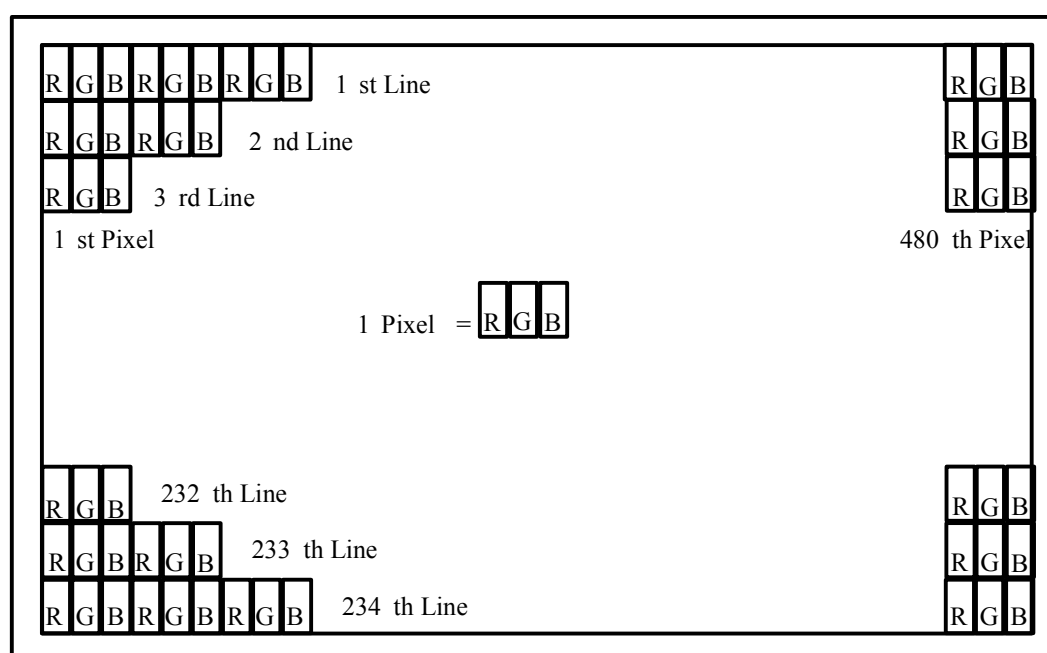 R G B R G B R G B 1 st Line R G B
R G B R G B 2 nd Line R G B
R G B 3 rd Line R G B
1 st Pixel 480 th Pixel
1 Pixel = R G B
R G B 232 th Line R G B
R G B R G B 233 th Line R G B
R G B R G B R G B 234 th Line R G B